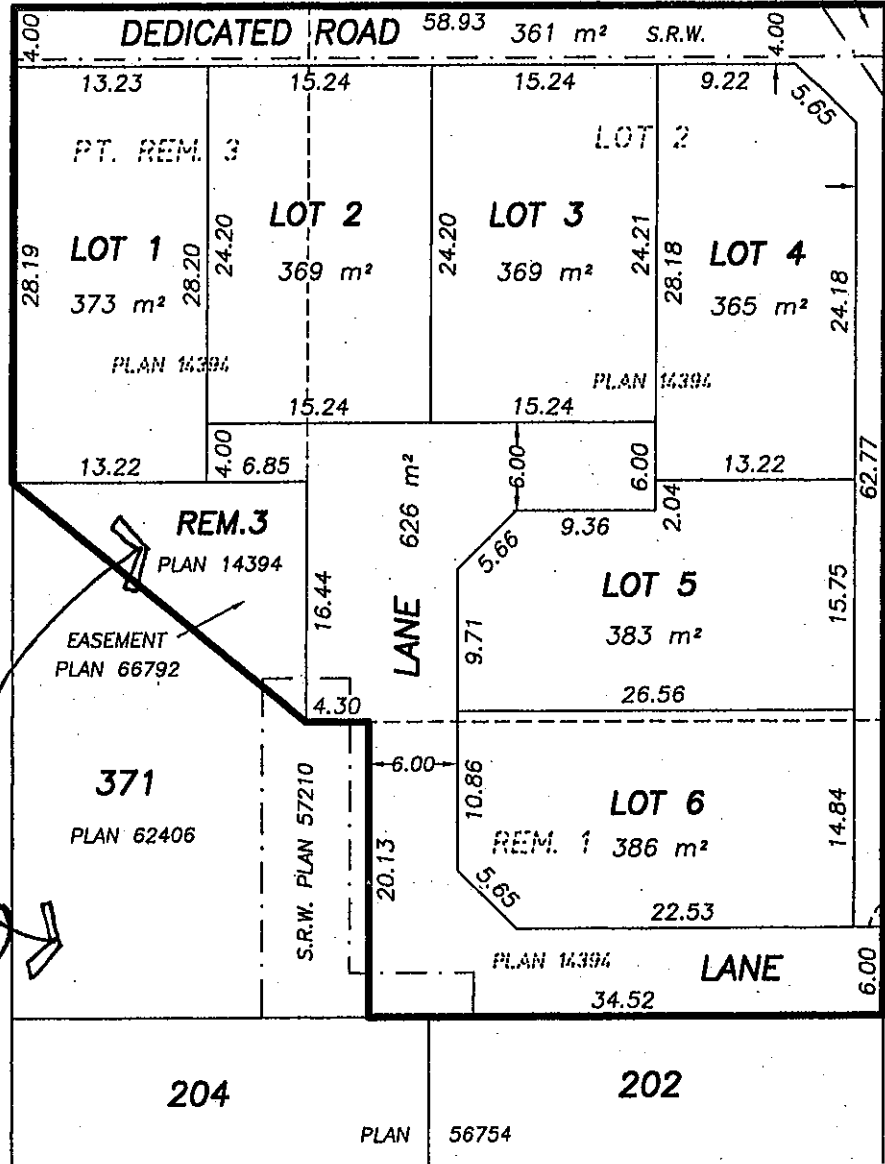 4.00 DEDICATED ROAD 58.93 361 m² S.R.W. 4.00
13.23 15.24 15.24 9.22 5.65
PT. REM. 3 LOT 2
LOT 1
373 m²
28.19
28.20
PLAN 14394
13.22
LOT 2
369 m²
24.20
15.24
4.00 6.85
LOT 3
369 m²
24.20
24.21
15.24
LOT 4
365 m²
28.18
24.18
PLAN 14394
13.22
62.77
6.00 6.00
626 m²
LANE
REM.3
PLAN 14394
EASEMENT
PLAN 66792
16.44
4.30
9.36 2.04
5.66
9.71
LOT 5
383 m²
15.75
26.56
371
PLAN 62406
S.R.W. PLAN 57210
6.00
20.13
10.86
LOT 6
REM. 1 386 m²
14.84
5.65
22.53
PLAN 14394 LANE
6.00
34.52
204 202
PLAN 56754